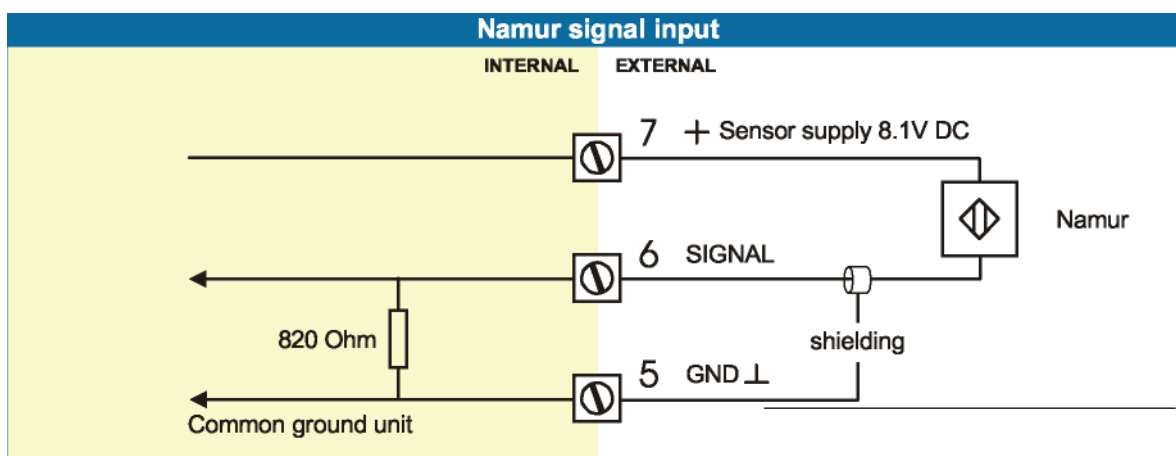 Namur signal input
INTERNAL EXTERNAL
7 + Sensor supply 8.1V DC
Namur
6 SIGNAL
820 Ohm
shielding
5 GND ⊥
Common ground unit